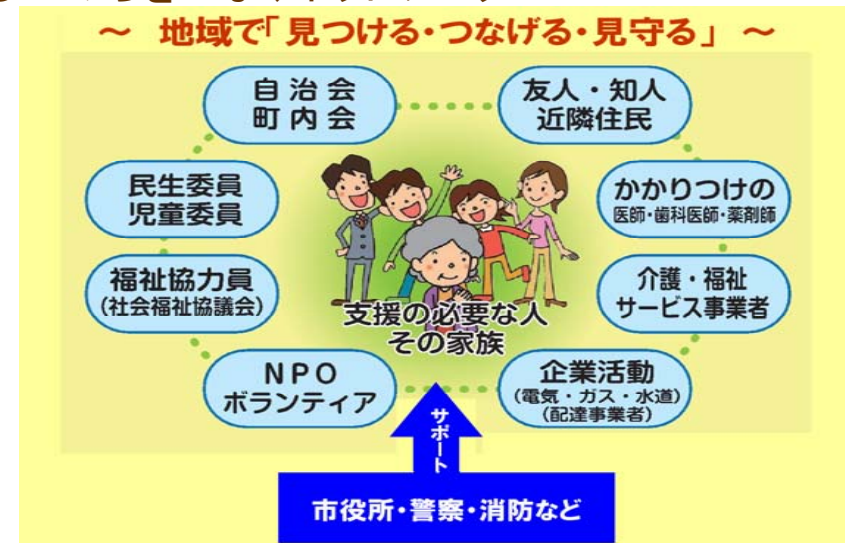 ～ 地域で「見つける・つなげる・見守る」 ～
自 治 会
町 内 会
友人・知人
近隣住民
民生委員
児童委員
かかりつけの
医師・歯科医師・薬剤師
福祉協力員
（社会福祉協議会）
介護・福祉
サービス事業者
支援の必要な人
その家族
ＮＰＯ
ボランティア
企業活動
（電気・ガス・水道）
（配達事業者）
サポート
市役所・警察・消防など